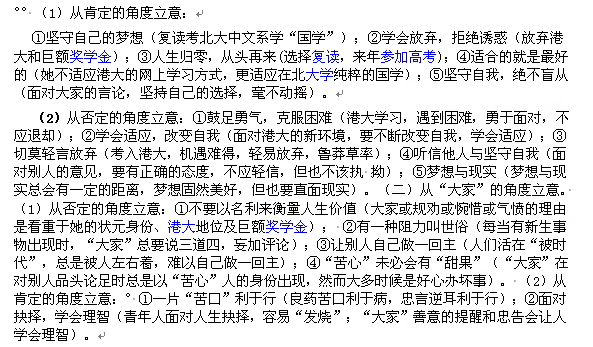 °°（1）从肯定的角度立意：
①坚守自己的梦想（复读考北大中文系学“国学”）；②学会放弃，拒绝诱惑（放弃港
大和巨额奖学金）；③人生归零，从头再来(选择复读，来年参加高考)；④适合的就是最好
的（她不适应港大的网上学习方式，更适应在北大学纯粹的国学）；⑤坚守自我，绝不盲从
（面对大家的言论，坚持自己的选择，毫不动摇）。
（2）从否定的角度立意：①鼓足勇气，克服困难（港大学习，遇到困难，勇于面对，不
应退却）；②学会适应，改变自我（面对港大的新环境，要不断改变自我，学会适应）；③
切莫轻言放弃（考入港大，机遇难得，轻易放弃，鲁莽草率）；④听信他人与坚守自我（面
对别人的意见，要有正确的态度，不应轻信，但也不该执 拗）；⑤梦想与现实（梦想与现
实总会有一定的距离，梦想固然美好，但也要直面现实）。（二）从“大家”的角度立意。
（1）从否定的角度立意：①不要以名利来衡量人生价值（大家或规劝或惋惜或气愤的理由
是看重于她的状元身份、港大地位及巨额奖学金）； ②有一种阻力叫世俗（每当有新生事
物出现时，“大家”总要说三道四，妄加评论）；③让别人自己做一回主（人们活在“被时
代”，总是被人左右着，难以自己做一回主）；④“苦心”未必会有“甜果”（“大家”在
对别人品头论足时总是以“苦心”人的身份出现，然而大多时候是好心办坏事）。（2）从
肯定的角度立意：°①一片“苦口”利于行（良药苦口利于病，忠言逆耳利于行）；②面对
抉择，学会理智（青年人面对人生抉择，容易“发烧”；“大家”善意的提醒和忠告会让人
学会理智）。